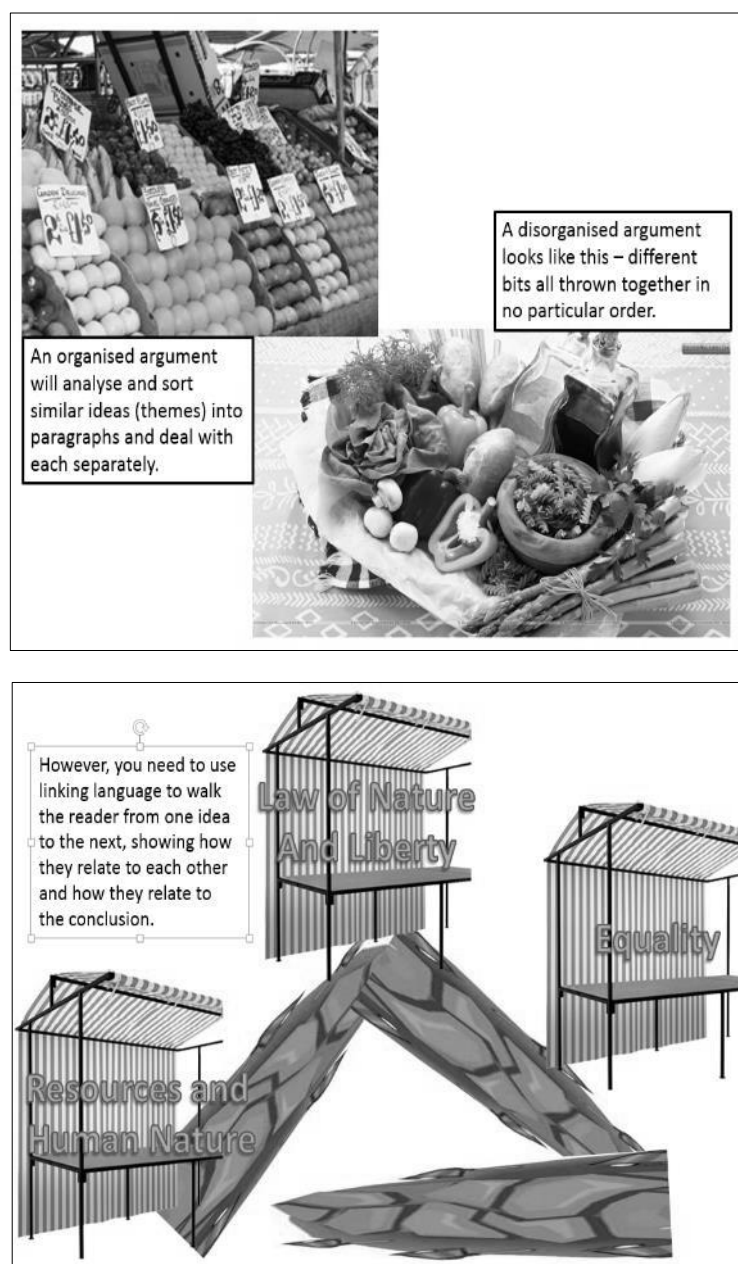 A disorganised argument
looks like this – different
bits all thrown together in
no particular order.
An organised argument
will analyse and sort
similar ideas (themes) into
paragraphs and deal with
each separately.
However, you need to use
linking language to walk
the reader from one idea
to the next, showing how
they relate to each other
and how they relate to
the conclusion.
Law of Nature
And Liberty
Equality
Resources and
Human Nature